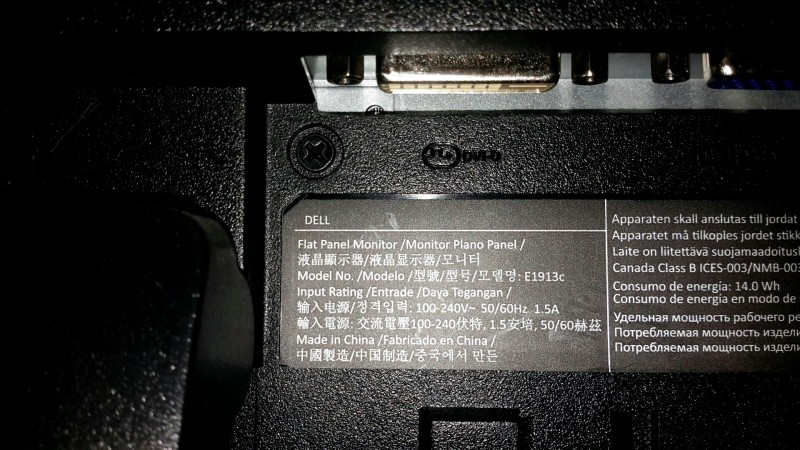 DVI-D
DELL
Flat Panel Monitor /Monitor Plano Panel /
液晶顯示器/液晶显示器/모니터
Model No. /Modelo /型號/型号/모델명: E1913c
Input Rating /Entrade /Daya Tegangan /
输入电源/정격입력: 100-240V~ 50/60Hz 1.5A
輸入電源: 交流電壓100-240伏特, 1.5安培, 50/60赫茲
Made in China /Fabricado en China /
中國製造/中国制造/중국에서 만든
Apparaten skall anslutas till jordat
Apparatet må tilkoples jordet stikk
Laite on liitettävä suojamaadoitusk
Canada Class B ICES-003/NMB-003
Consumo de energía: 14.0 Wh
Consumo de energía en modo de
Удельная мощность рабочего ре
Потребляемая мощность издели
Потребляемая мощность издели